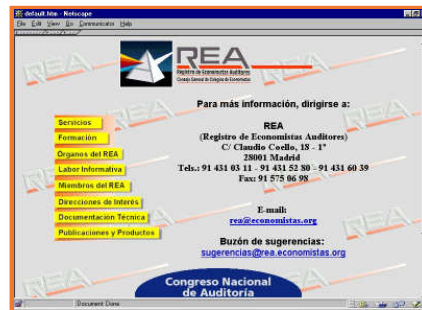 default.htm - Netscape
File Edit View Go Communicator Help
REA
Registro de Economistas Auditores
Consejo General de Colegios de Economistas
Para más información, dirigirse a:
REA
(Registro de Economistas Auditores)
C/ Claudio Coello, 18 - 1º
28001 Madrid
Tels.: 91 431 03 11 - 91 431 52 80 - 91 431 60 39
Fax: 91 575 06 98
E-mail:
rea@economistas.org
Buzón de sugerencias:
sugerencias@rea.economistas.org
Servicios
Formación
Órganos del REA
Labor Informativa
Miembros del REA
Direcciones de Interés
Documentación Técnica
Publicaciones y Productos
Congreso Nacional
de Auditoría
Document: Done